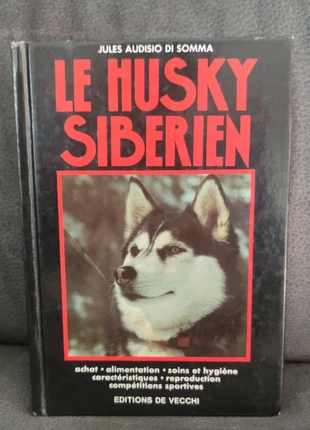 JULES AUDISIO DI SOMMA
LE HUSKY
SIBERIEN
achat • alimentation • soins et hygiène
caractéristiques • reproduction
compétitions sportives
EDITIONS DE VECCHI